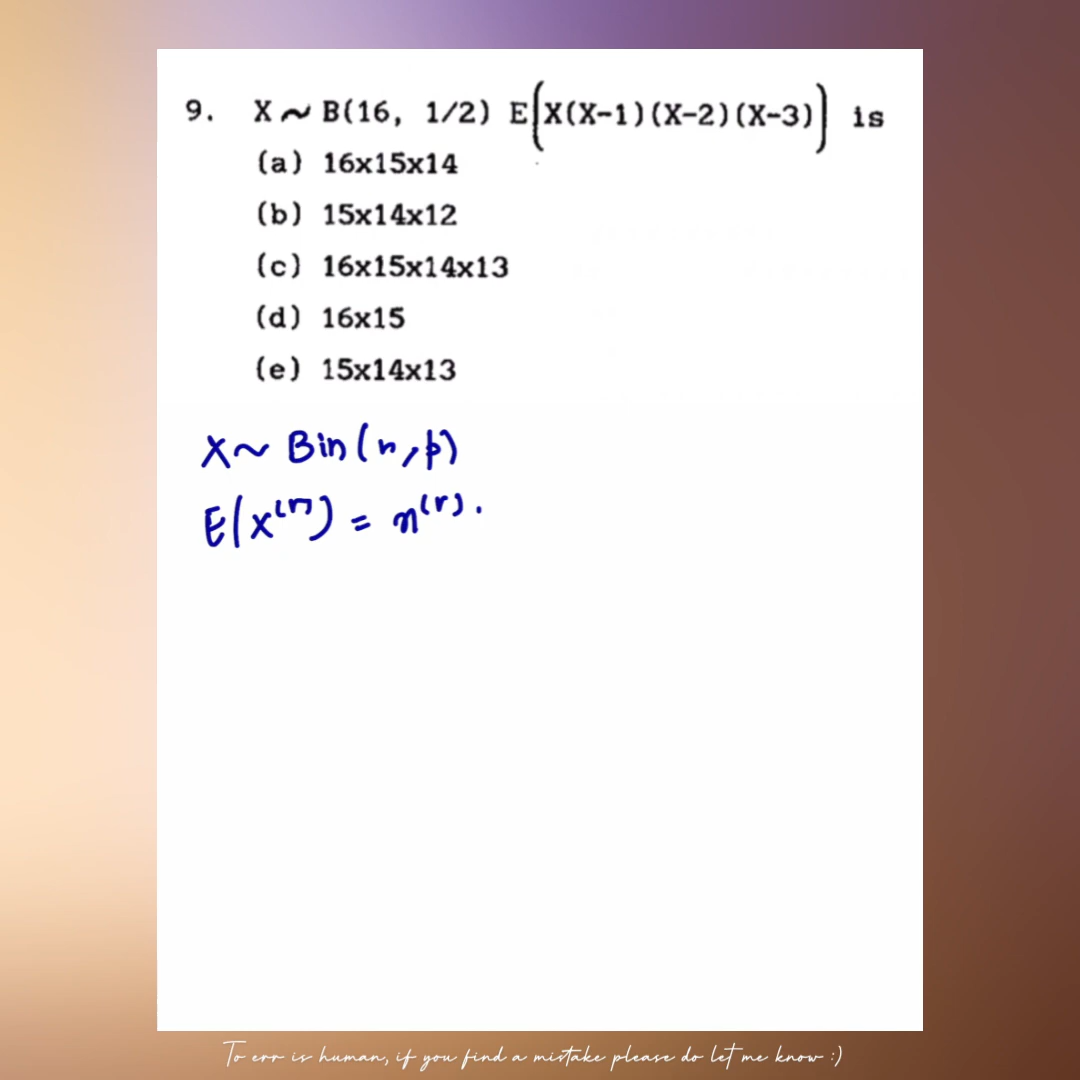 9. X ~ B(16, 1/2) E(X(X-1)(X-2)(X-3)) is
(a) 16x15x14
(b) 15x14x12
(c) 16x15x14x13
(d) 16x15
(e) 15x14x13
X ~ Bin(n, p)
E(X^(r)) = n^(r).
To err is human, if you find a mistake please do let me know :)